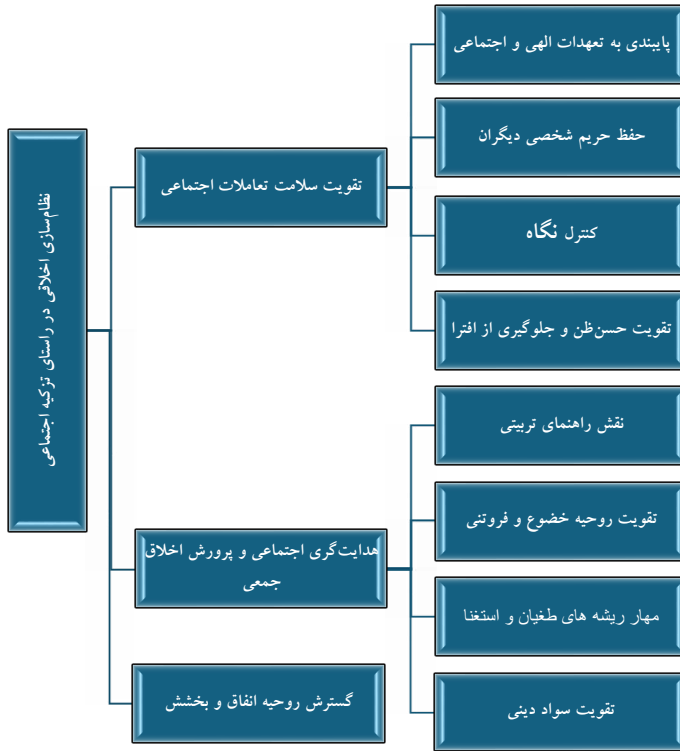 نظام‌سازی اخلاقی در راستای تزکیه اجتماعی
تقویت سلامت تعاملات اجتماعی
پایبندی به تعهدات الهی و اجتماعی
حفظ حریم شخصی دیگران
کنترل نگاه
تقویت حسن‌ظن و جلوگیری از افترا
هدایت‌گری اجتماعی و پرورش اخلاق
جمعی
نقش راهنمای تربیتی
تقویت روحیه خضوع و فروتنی
مهار ریشه های طغیان و استغنا
تقویت سواد دینی
گسترش روحیه انفاق و بخشش